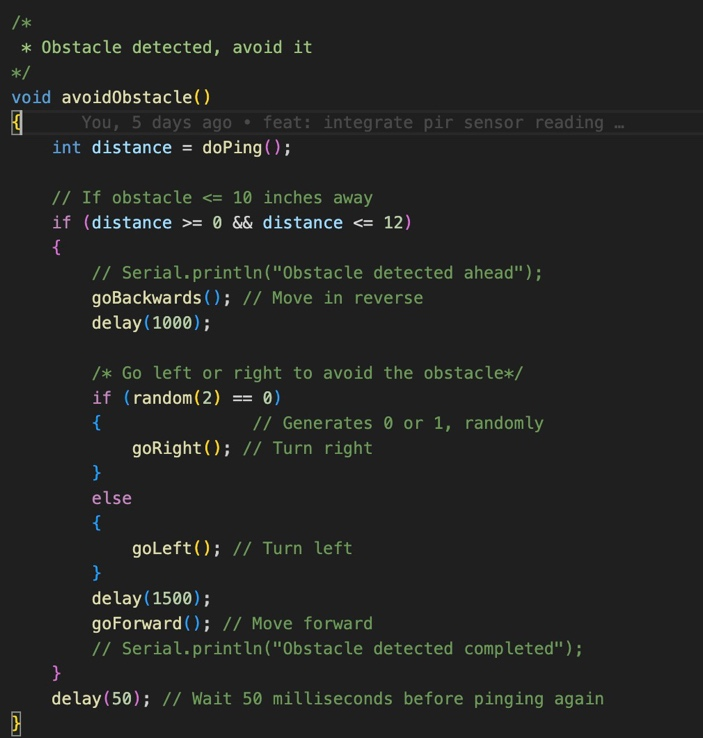 /*
 * Obstacle detected, avoid it
*/
void avoidObstacle()
{      You, 5 days ago • feat: integrate pir sensor reading …
    int distance = doPing();

    // If obstacle <= 10 inches away
    if (distance >= 0 && distance <= 12)
    {
        // Serial.println("Obstacle detected ahead");
        goBackwards(); // Move in reverse
        delay(1000);

        /* Go left or right to avoid the obstacle*/
        if (random(2) == 0)
        {               // Generates 0 or 1, randomly
            goRight(); // Turn right
        }
        else
        {
            goLeft(); // Turn left
        }
        delay(1500);
        goForward(); // Move forward
        // Serial.println("Obstacle detected completed");
    }
    delay(50); // Wait 50 milliseconds before pinging again
}